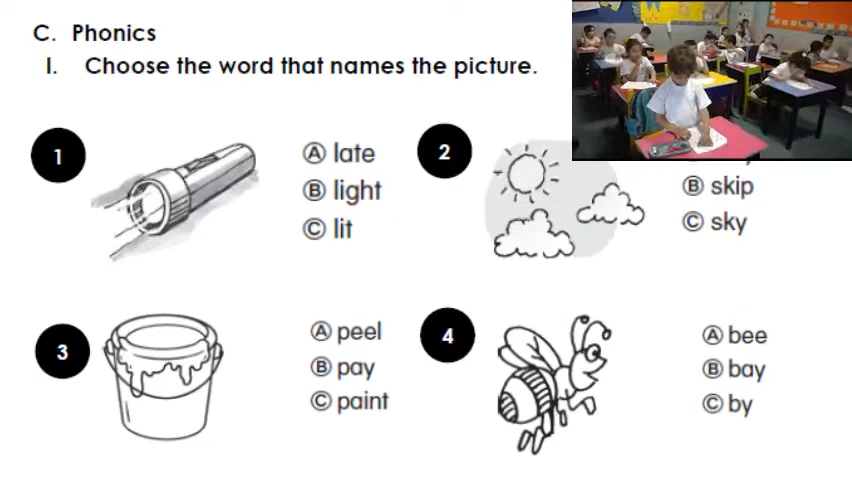 C. Phonics
I. Choose the word that names the picture.
1
Ⓐ late
Ⓑ light
Ⓒ lit
2
Ⓑ skip
Ⓒ sky
3
Ⓐ peel
Ⓑ pay
Ⓒ paint
4
Ⓐ bee
Ⓑ bay
Ⓒ by